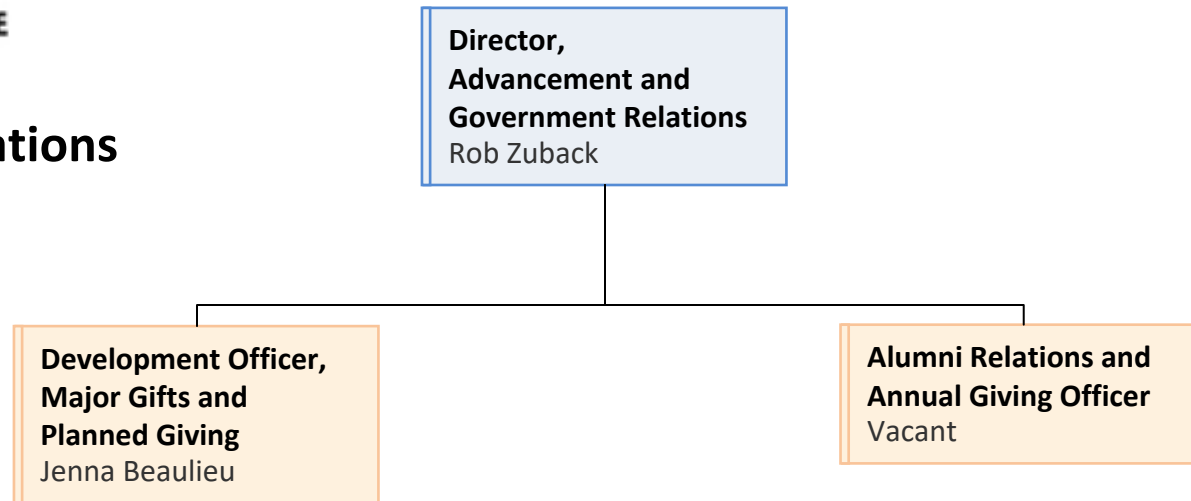 Director,
Advancement and
Government Relations
Rob Zuback
Development Officer,
Major Gifts and
Planned Giving
Jenna Beaulieu
Alumni Relations and
Annual Giving Officer
Vacant